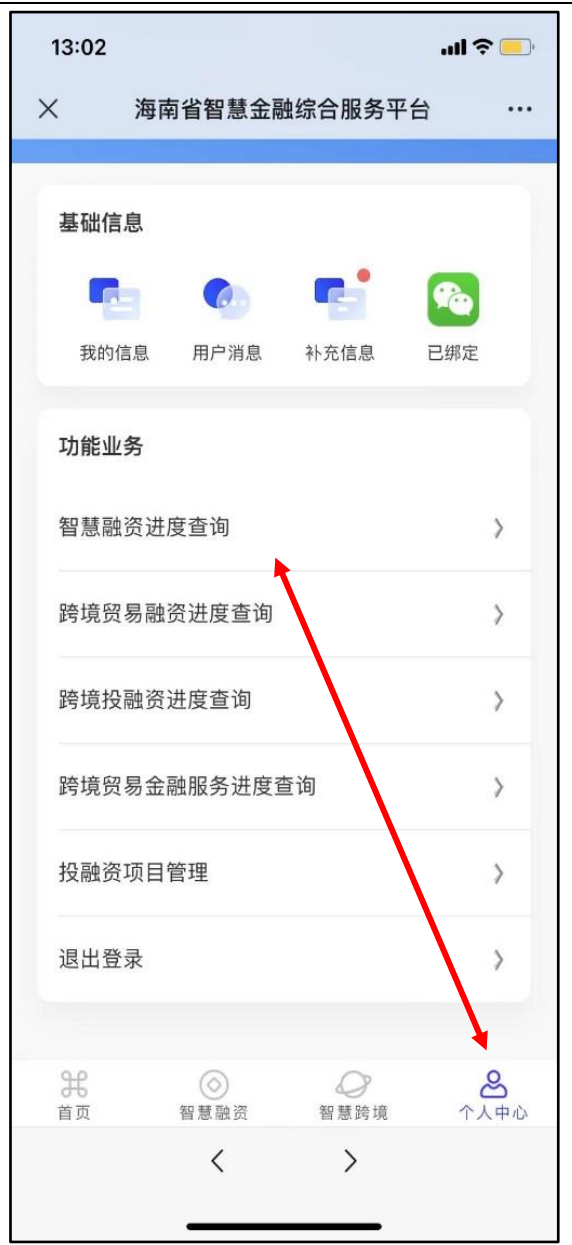 13:02
海南省智慧金融综合服务平台
基础信息
我的信息 用户消息 补充信息 已绑定
功能业务
智慧融资进度查询
跨境贸易融资进度查询
跨境投融资进度查询
跨境贸易金融服务进度查询
投融资项目管理
退出登录
首页 智慧融资 智慧跨境 个人中心